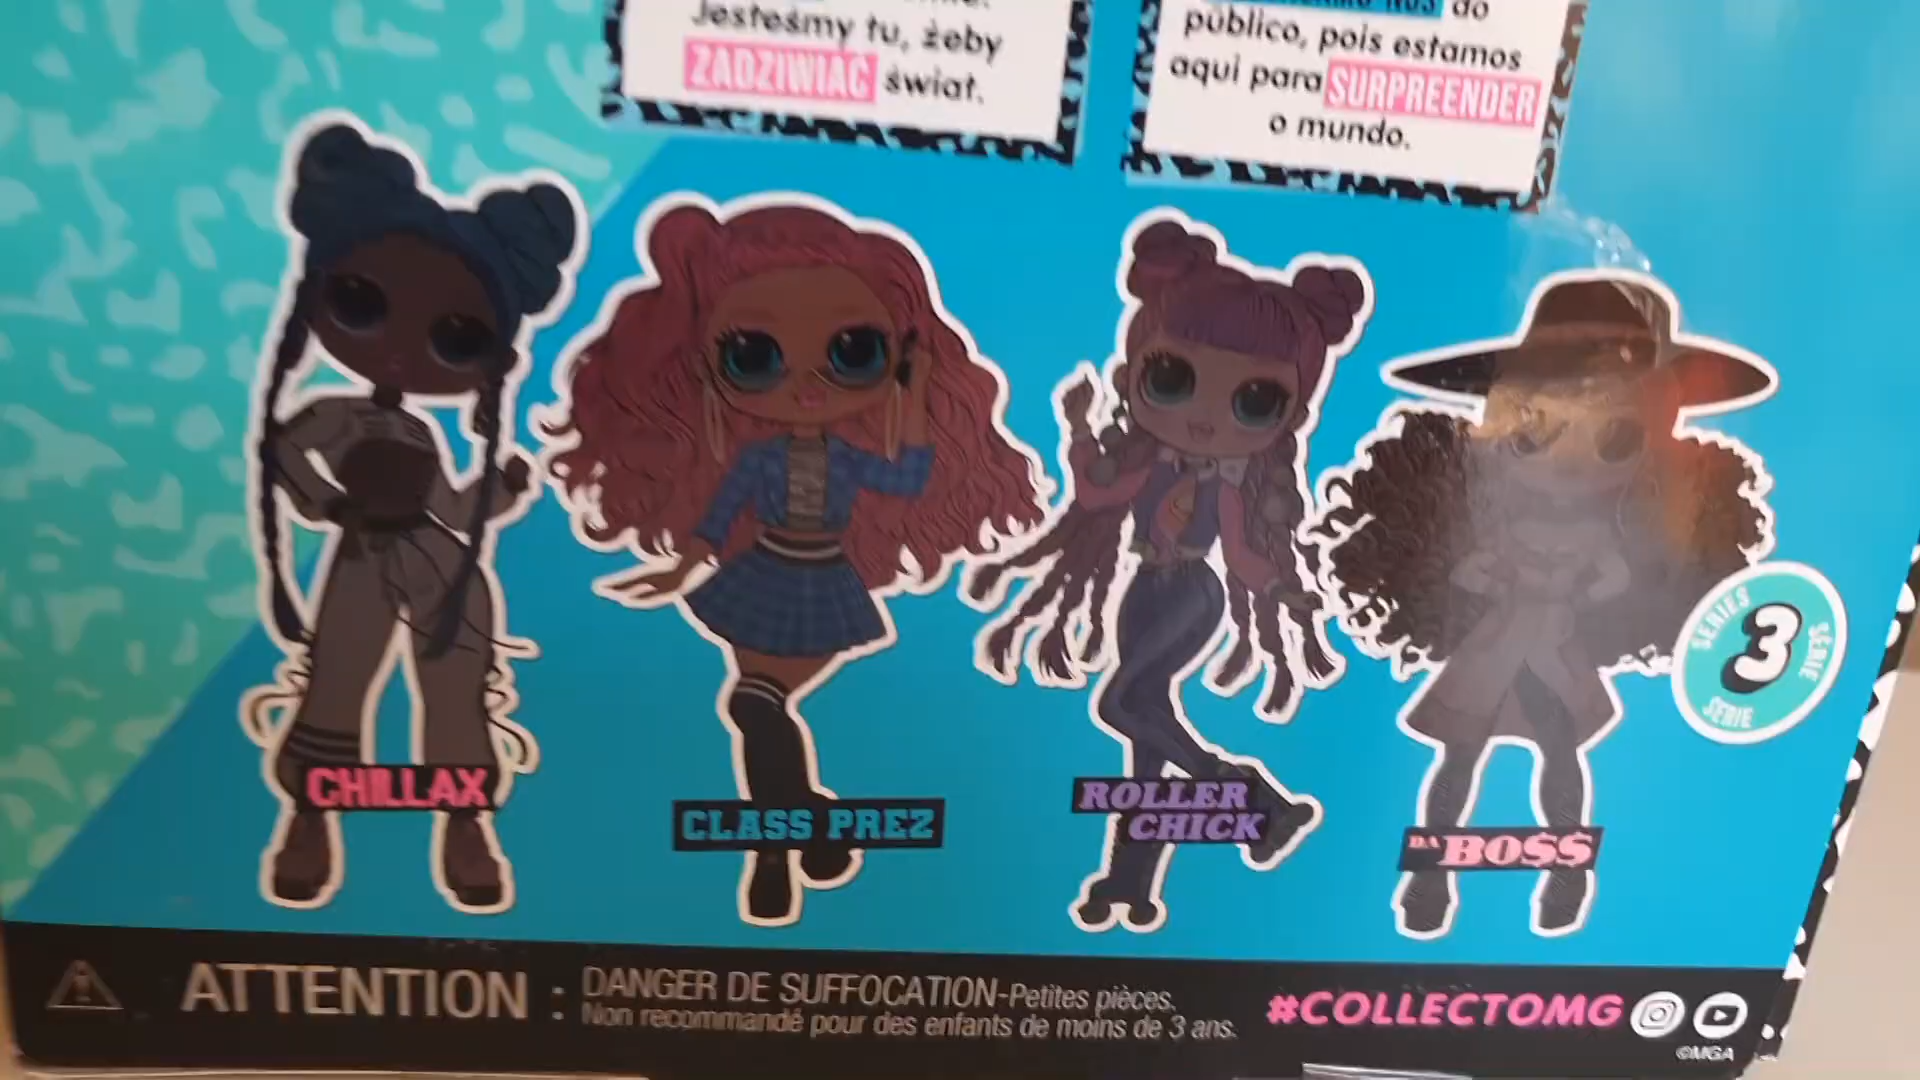 Jesteśmy tu, żeby
ZADZIWIAĆ świat.
do
público, pois estamos
aqui para SURPREENDER
o mundo.
SERIES
3
SÉRIE
SERIE
CHILLAX
CLASS PREZ
ROLLER
CHICK
DA BO$$
ATTENTION : DANGER DE SUFFOCATION-Petites pièces.
Non recommandé pour des enfants de moins de 3 ans.
#COLLECTOMG
©MGA